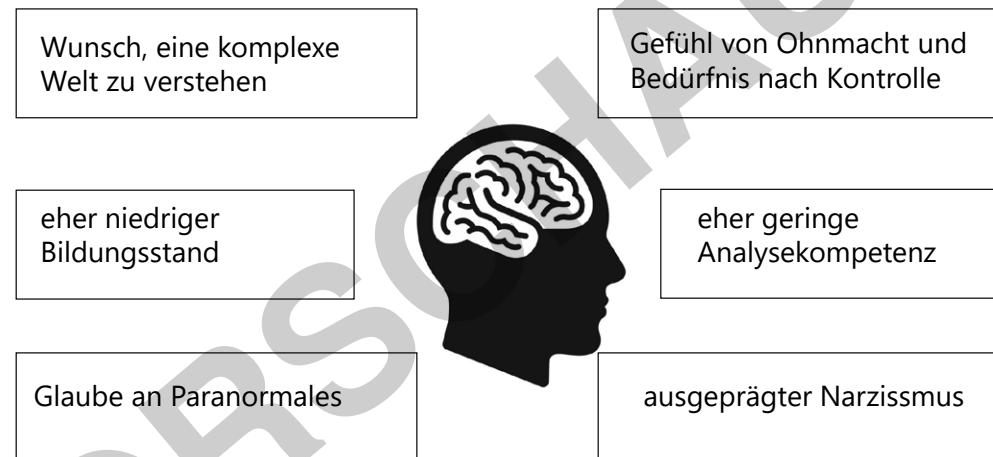 Wunsch, eine komplexe
Welt zu verstehen
Gefühl von Ohnmacht und
Bedürfnis nach Kontrolle
eher niedriger
Bildungsstand
eher geringe
Analysekompetenz
Glaube an Paranormales
ausgeprägter Narzissmus